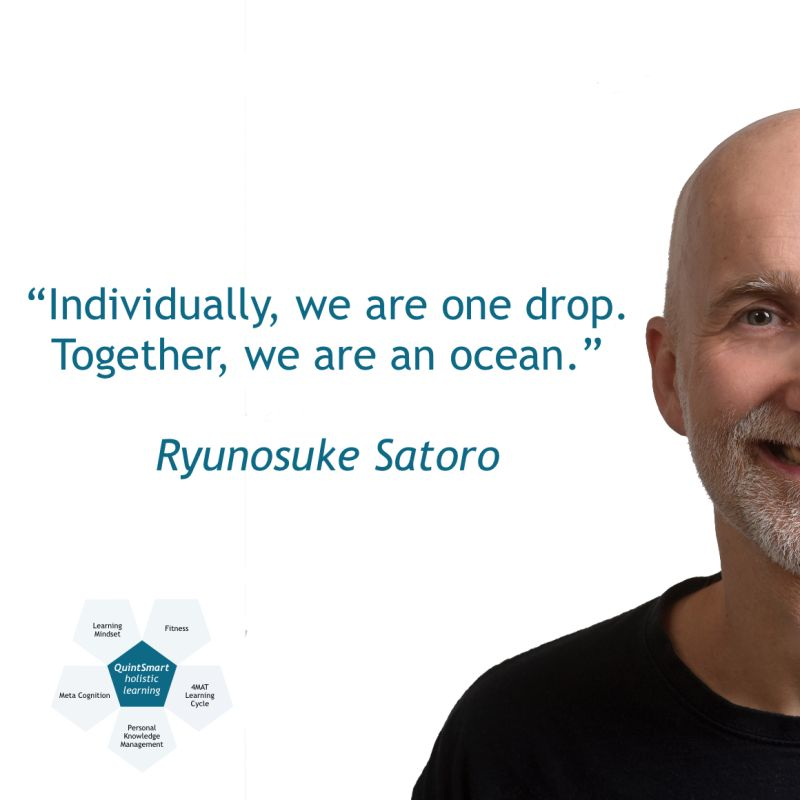 “Individually, we are one drop.
Together, we are an ocean.”
Ryunosuke Satoro
Learning
Mindset
Fitness
QuintSmart
holistic
learning
Meta Cognition
4MAT
Learning
Cycle
Personal
Knowledge
Management